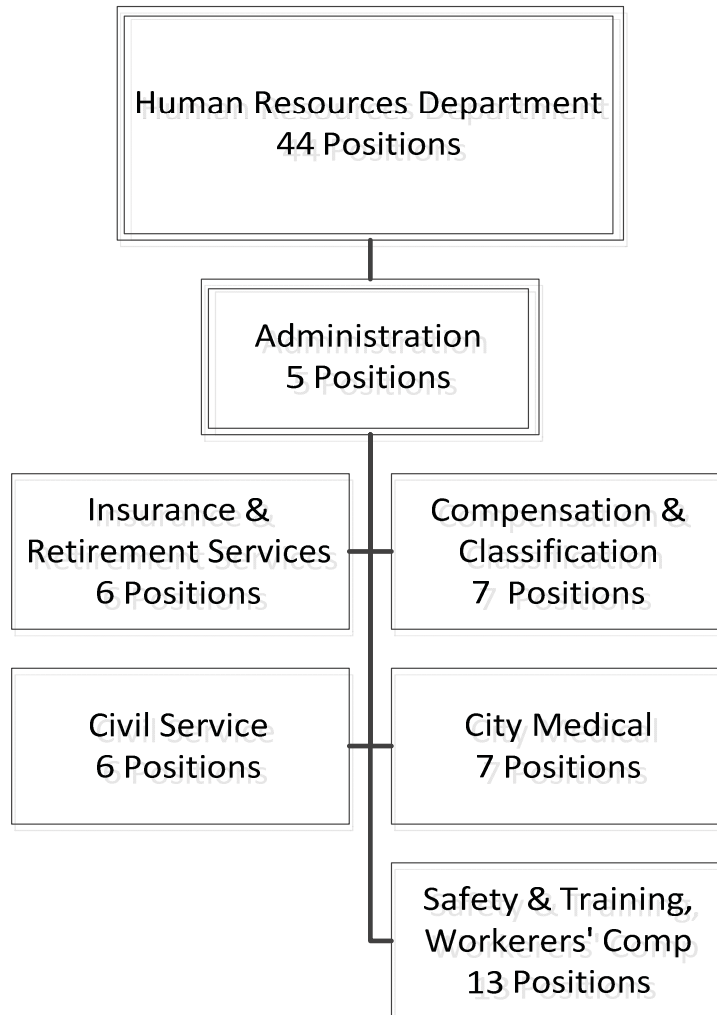 Human Resources Department
44 Positions
Administration
5 Positions
Insurance &
Retirement Services
6 Positions
Compensation &
Classification
7 Positions
Civil Service
6 Positions
City Medical
7 Positions
Safety & Training,
Workerers' Comp
13 Positions